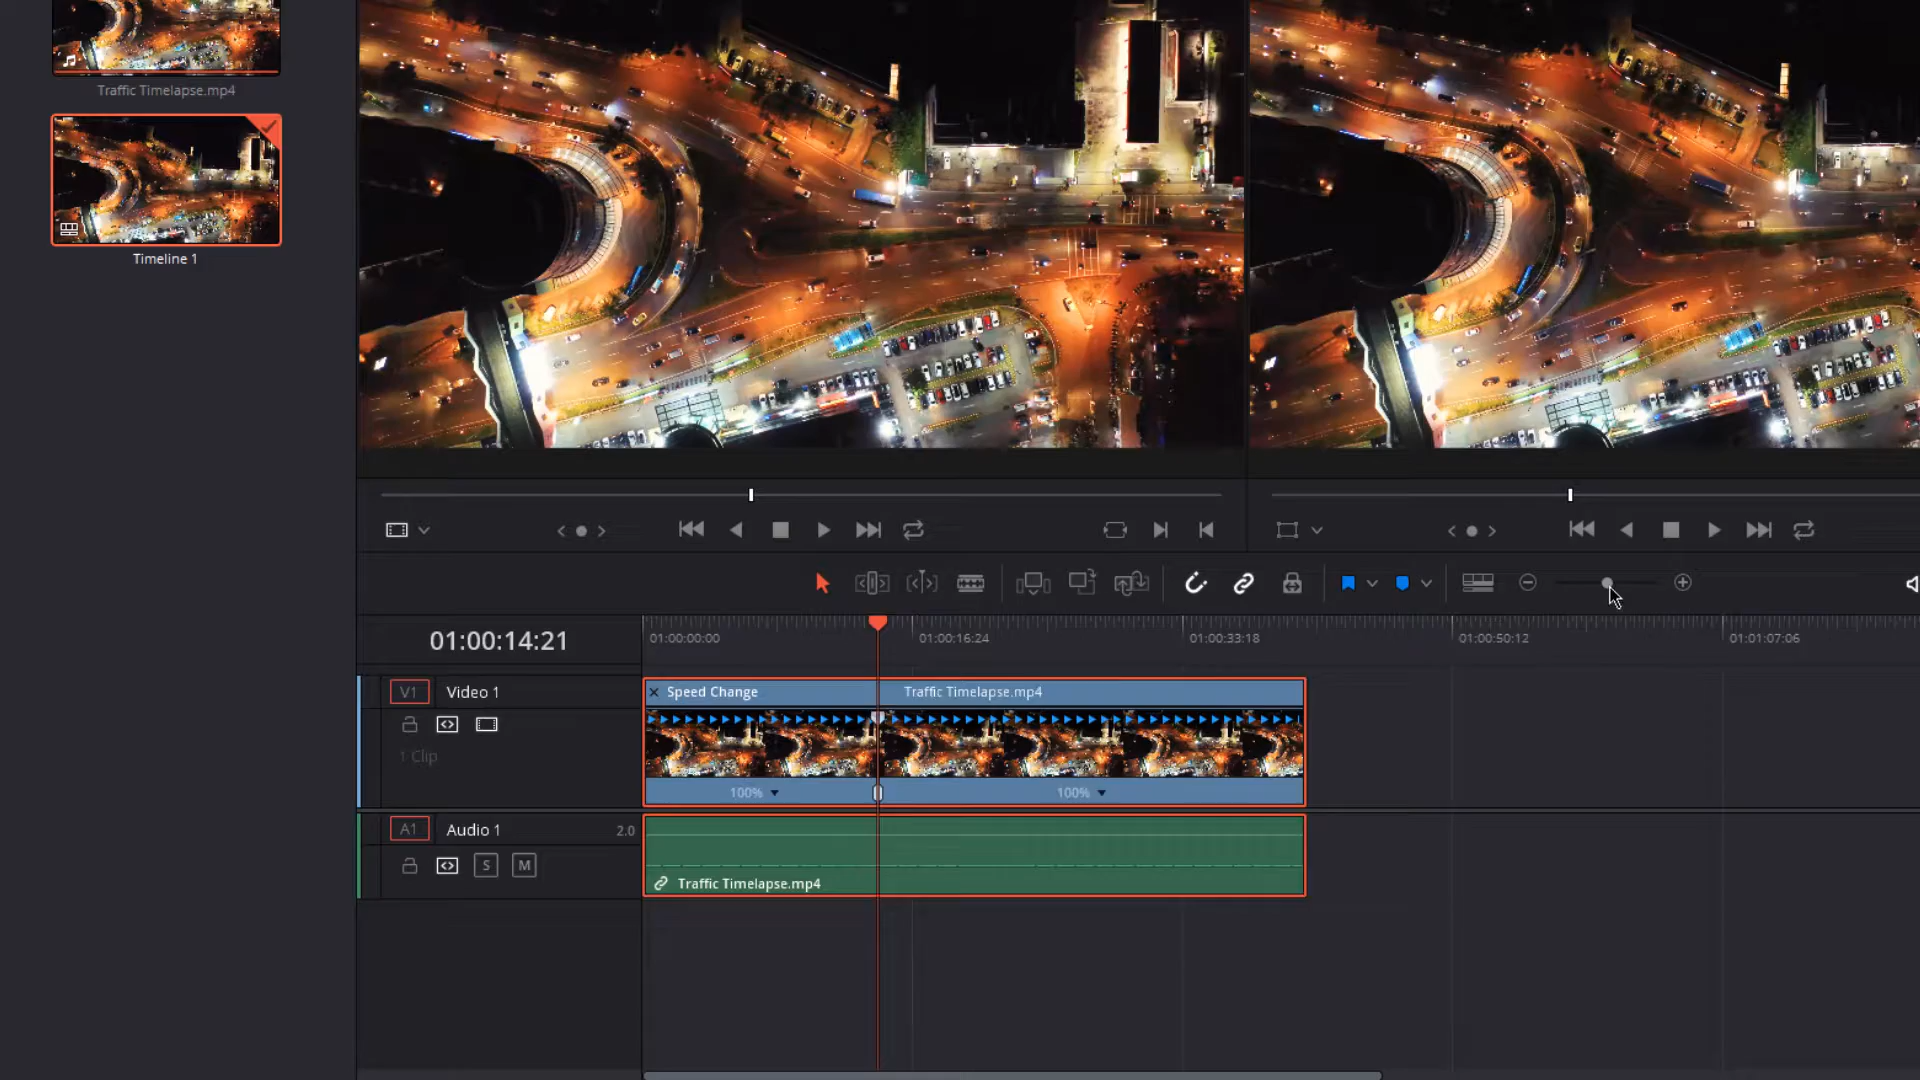 Traffic Timelapse.mp4
Timeline 1
01:00:14:21
01:00:00:00
01:00:16:24
01:00:33:18
01:00:50:12
01:01:07:06
V1
Video 1
1 Clip
Speed Change
Traffic Timelapse.mp4
100%
100%
A1
Audio 1
2.0
S
M
Traffic Timelapse.mp4